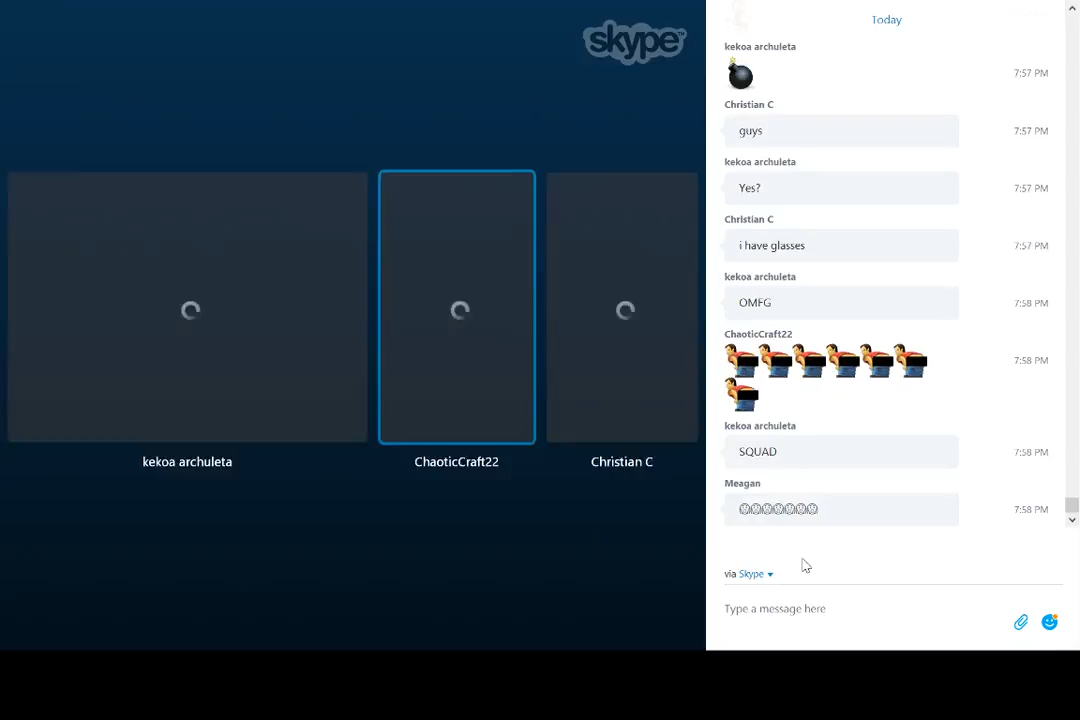 skype™
kekoa archuleta
ChaoticCraft22
Christian C
Today
kekoa archuleta
7:57 PM
Christian C
guys
7:57 PM
kekoa archuleta
Yes?
7:57 PM
Christian C
i have glasses
7:57 PM
kekoa archuleta
OMFG
7:58 PM
ChaoticCraft22
7:58 PM
kekoa archuleta
SQUAD
7:58 PM
Meagan
7:58 PM
via Skype
Type a message here